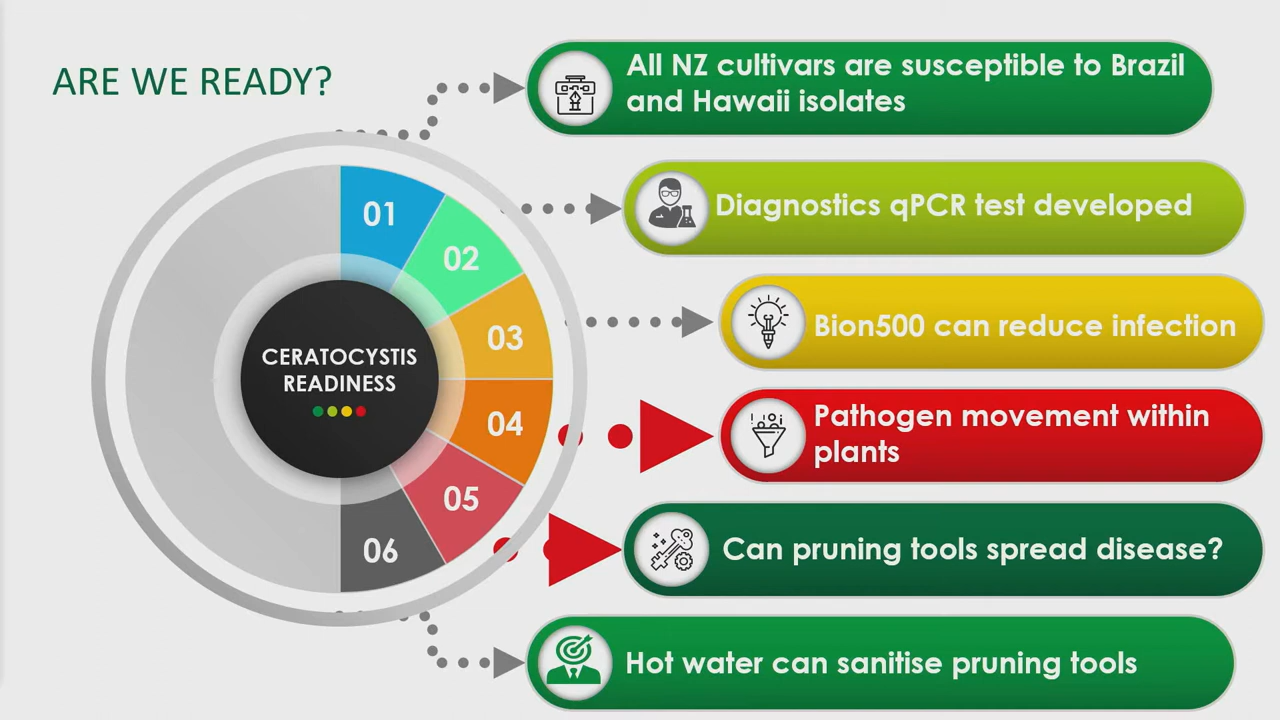 ARE WE READY?
All NZ cultivars are susceptible to Brazil
and Hawaii isolates
01
Diagnostics qPCR test developed
02
03
Bion500 can reduce infection
CERATOCYSTIS
READINESS
04
Pathogen movement within
plants
05
Can pruning tools spread disease?
06
Hot water can sanitise pruning tools